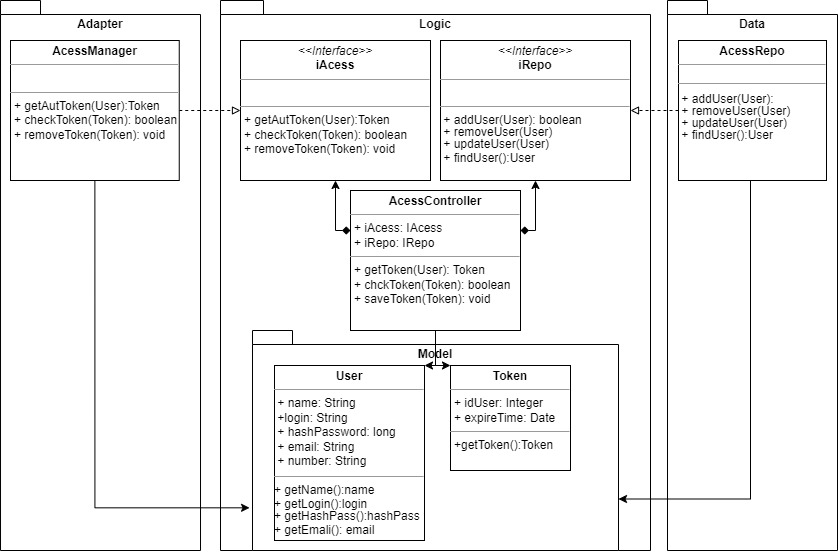 Adapter
AcessManager
+ getAutToken(User):Token
+ checkToken(Token): boolean
+ removeToken(Token): void
Logic
<<Interface>>
iAcess
+ getAutToken(User):Token
+ checkToken(Token): boolean
+ removeToken(Token): void
<<Interface>>
iRepo
+ addUser(User): boolean
+ removeUser(User)
+ updateUser(User)
+ findUser():User
Data
AcessRepo
+ addUser(User):
+ removeUser(User)
+ updateUser(User)
+ findUser():User
AcessController
+ iAcess: IAcess
+ iRepo: IRepo
+ getToken(User): Token
+ chckToken(Token): boolean
+ saveToken(Token): void
Model
User
+ name: String
+login: String
+ hashPassword: long
+ email: String
+ number: String
+ getName():name
+ getLogin():login
+ getHashPass():hashPass
+ getEmali(): email
Token
+ idUser: Integer
+ expireTime: Date
+getToken():Token